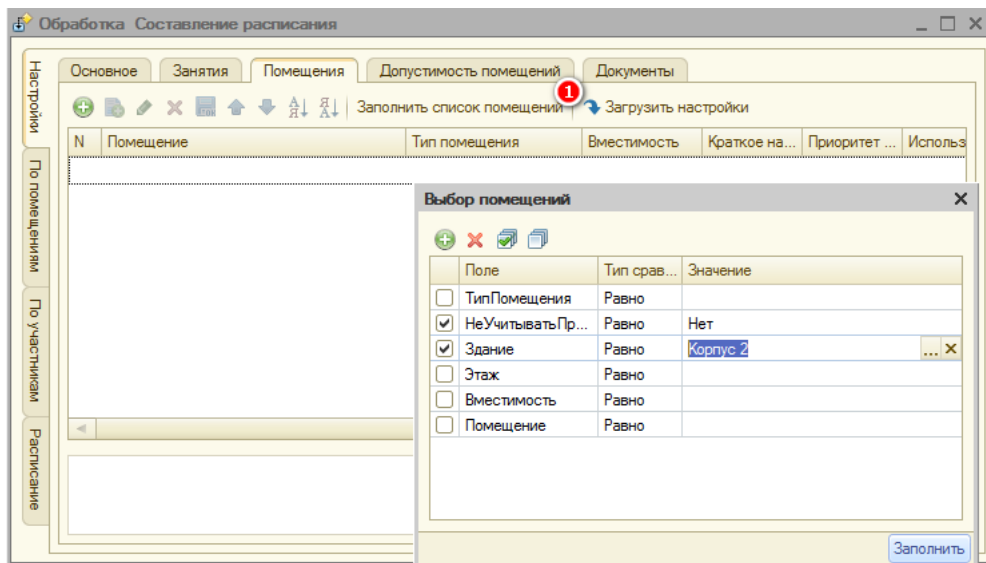 Обработка Составление расписания
Настройки
По помещениям
По участникам
Расписание
Основное Занятия Помещения Допустимость помещений Документы
Заполнить список помещений 1 Загрузить настройки
N Помещение Тип помещения Вместимость Краткое на... Приоритет ... Использ
Выбор помещений
Поле Тип срав... Значение
ТипПомещения Равно
НеУчитыватьПр... Равно Нет
Здание Равно Корпус 2 ...
Этаж Равно
Вместимость Равно
Помещение Равно
Заполнить